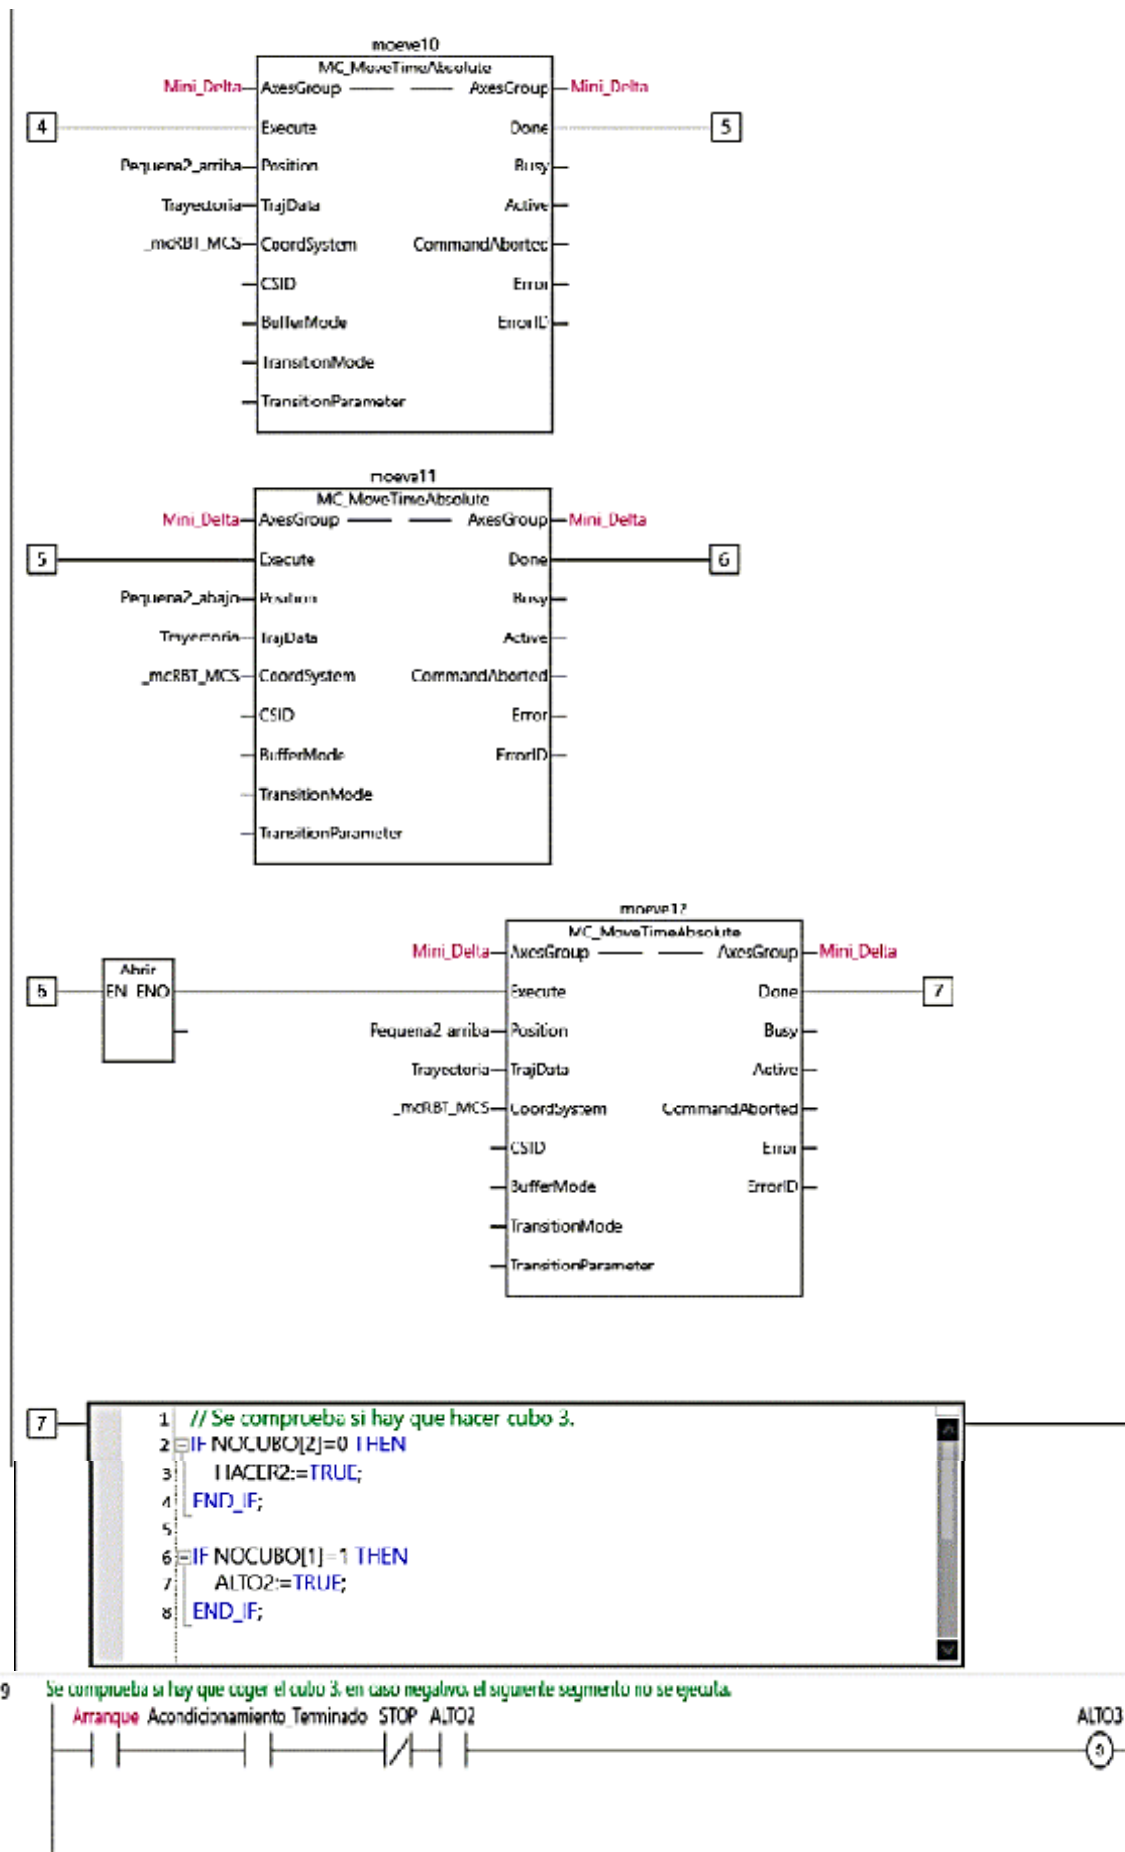 moeve10
MC_MoveTimeAbsolute
Mini_Delta AxesGroup AxesGroup Mini_Delta
4 Execute Done 5
Pequena2_arriba Position Busy
Trayectoria TrajData Active
_mcRBT_MCS CoordSystem CommandAborted
CSID Error
BufferMode ErrorID
TransitionMode
TransitionParameter
moeve11
MC_MoveTimeAbsolute
Mini_Delta AxesGroup AxesGroup Mini_Delta
5 Execute Done 6
Pequena2_abajo Position Busy
Trayectoria TrajData Active
_mcRBT_MCS CoordSystem CommandAborted
CSID Error
BufferMode ErrorID
TransitionMode
TransitionParameter
moeve12
MC_MoveTimeAbsolute
Mini_Delta AxesGroup AxesGroup Mini_Delta
Abrir
6 EN ENO Execute Done 7
Pequena2_arriba Position Busy
Trayectoria TrajData Active
_mcRBT_MCS CoordSystem CommandAborted
CSID Error
BufferMode ErrorID
TransitionMode
TransitionParameter
7
1 // Se comprueba si hay que hacer cubo 3.
2 IF NOCUBO[2]=0 THEN
3 HACER2:=TRUE;
4 END_IF;
5
6 IF NOCUBO[1]=1 THEN
7 ALTO2:=TRUE;
8 END_IF;
9 Se comprueba si hay que coger el cubo 3, en caso negativo, el siguiente segmento no se ejecuta.
Arranque Acondicionamiento_Terminado STOP ALTO2 ALTO3